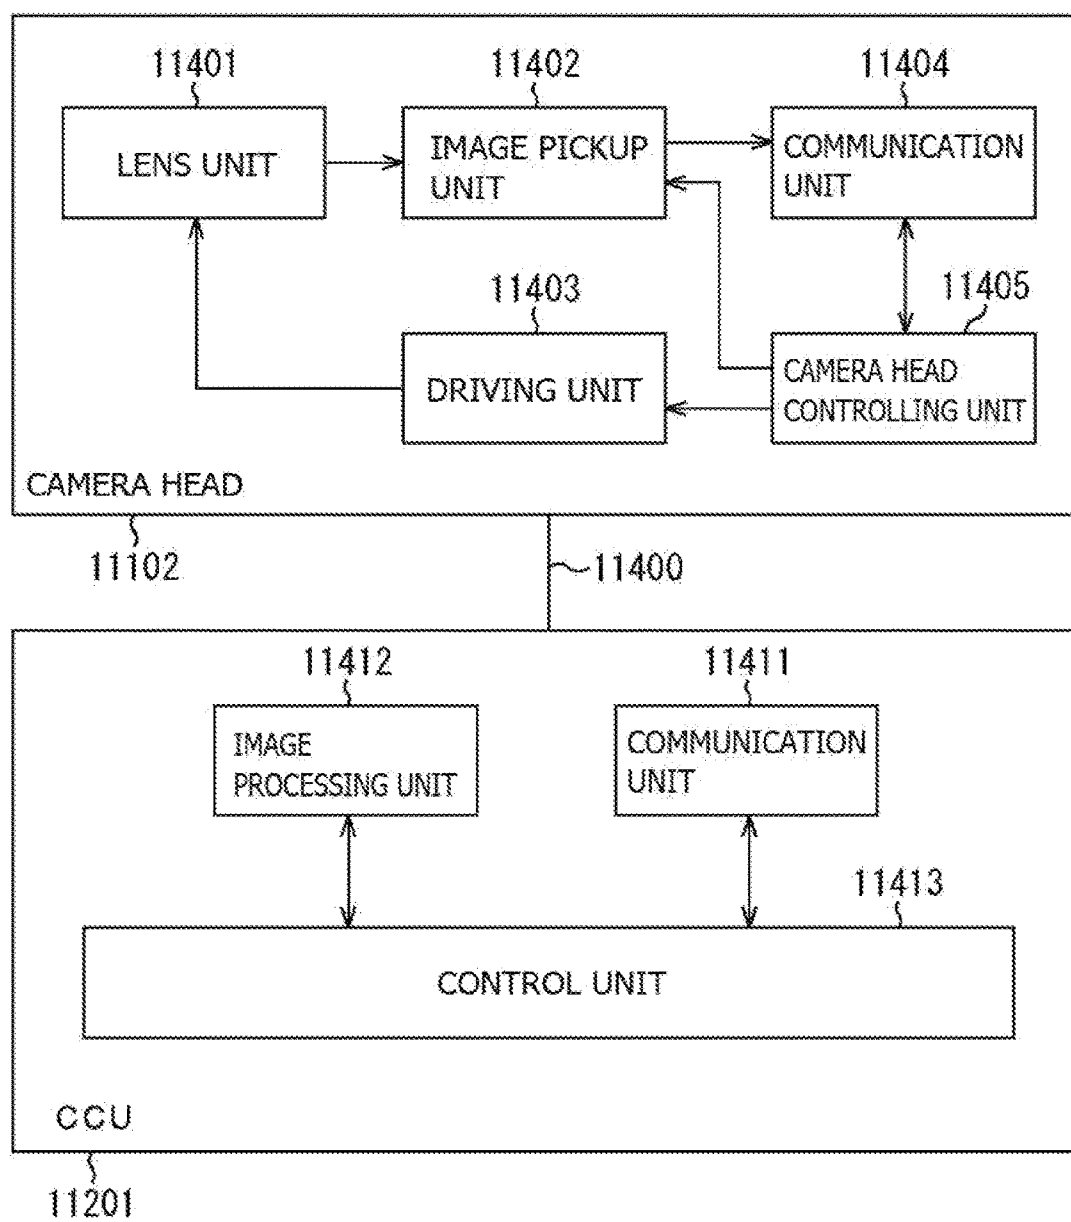 11401
11402
11404
LENS UNIT
IMAGE PICKUP
UNIT
COMMUNICATION
UNIT
11403
11405
DRIVING UNIT
CAMERA HEAD
CONTROLLING UNIT
CAMERA HEAD
11102
11400
11412
11411
IMAGE
PROCESSING UNIT
COMMUNICATION
UNIT
11413
CONTROL UNIT
CCU
11201